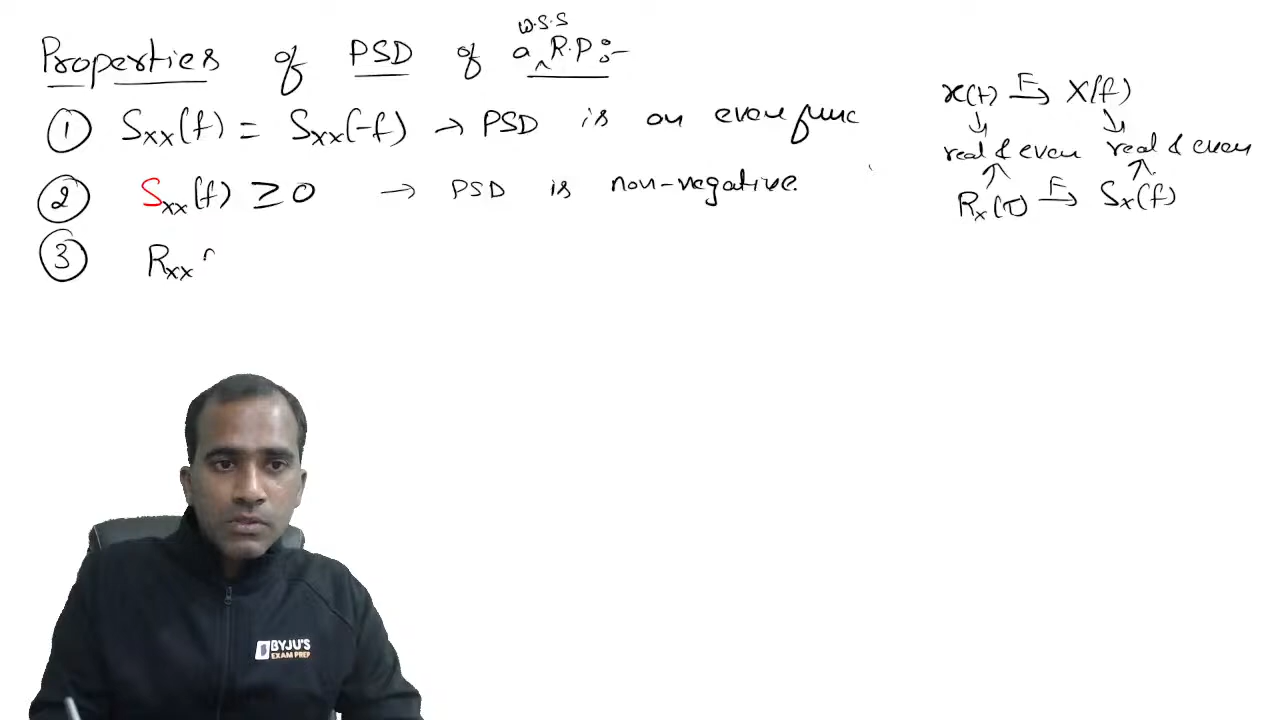 Properties of PSD of a ^ R.P :-
W.S.S
① Sxx(f) = Sxx(-f) → PSD is an even func
② Sxx(f) ≥ 0 → PSD is non-negative.
③ Rxx
x(t) F→ X(f)
↓ ↓
real & even real & even
↑ ↑
Rx(τ) F→ Sx(f)
BYJU'S
EXAM PREP